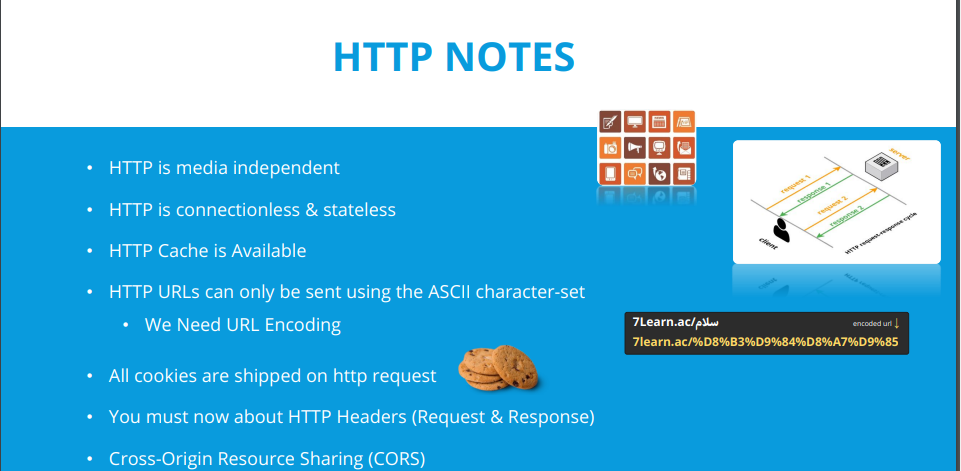 HTTP NOTES
• HTTP is media independent
• HTTP is connectionless & stateless
• HTTP Cache is Available
• HTTP URLs can only be sent using the ASCII character-set
• We Need URL Encoding
• All cookies are shipped on http request
• You must now about HTTP Headers (Request & Response)
• Cross-Origin Resource Sharing (CORS)
server
request 1
response 1
request 2
response 2
client
HTTP request-response cycle
7Learn.ac/سلام encoded url ↓
7learn.ac/%D8%B3%D9%84%D8%A7%D9%85